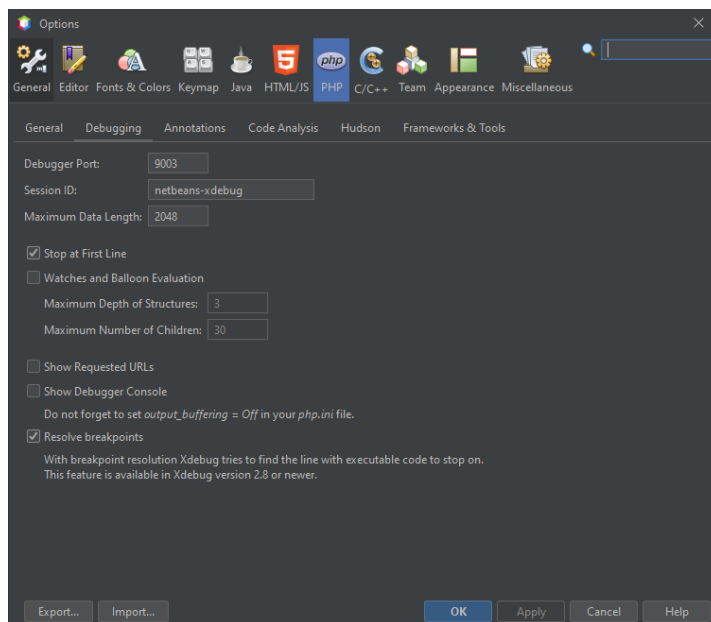 Options
General Editor Fonts & Colors Keymap Java HTML/JS PHP C/C++ Team Appearance Miscellaneous
General Debugging Annotations Code Analysis Hudson Frameworks & Tools
Debugger Port: 9003
Session ID: netbeans-xdebug
Maximum Data Length: 2048
Stop at First Line
Watches and Balloon Evaluation
Maximum Depth of Structures: 3
Maximum Number of Children: 30
Show Requested URLs
Show Debugger Console
Do not forget to set output_buffering = Off in your php.ini file.
Resolve breakpoints
With breakpoint resolution Xdebug tries to find the line with executable code to stop on.
This feature is available in Xdebug version 2.8 or newer.
Export... Import... OK Apply Cancel Help